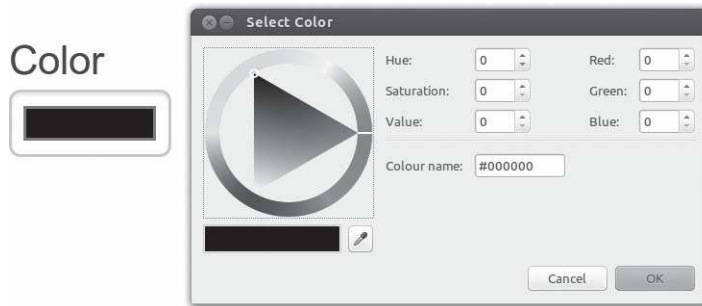 Color
Select Color
Hue: 0 Red: 0
Saturation: 0 Green: 0
Value: 0 Blue: 0
Colour name: #000000
Cancel OK